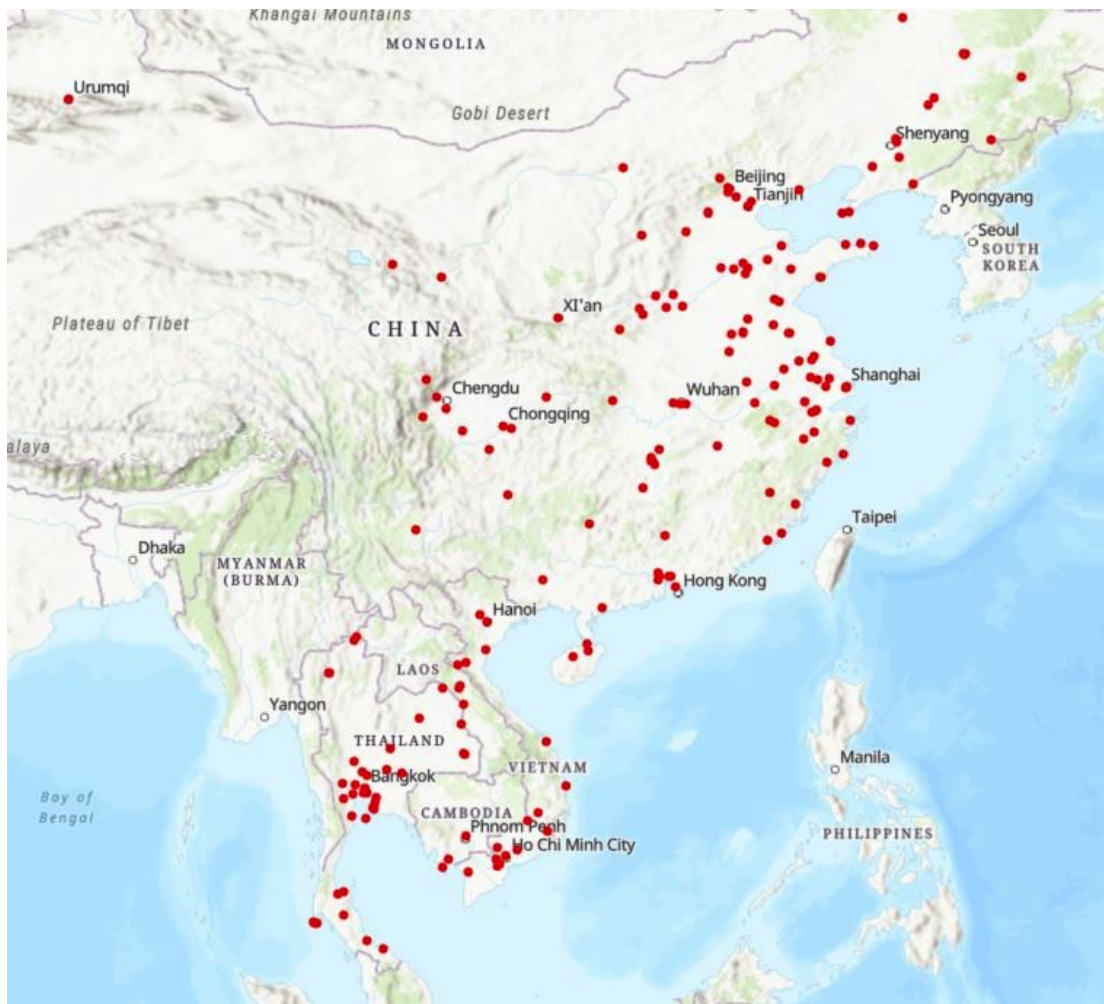 Khangai Mountains
MONGOLIA
Urumqi
Gobi Desert
Shenyang
Beijing
Tianjin
Pyongyang
Seoul
SOUTH
KOREA
XI'an
CHINA
Plateau of Tibet
Chengdu
Wuhan
Shanghai
Chongqing
alaya
Taipei
Dhaka
MYANMAR
(BURMA)
Hong Kong
Hanoi
LAOS
Yangon
THAILAND
Manila
VIETNAM
Bangkok
Bay of
Bengal
CAMBODIA
Phnom Penh
PHILIPPINES
Ho Chi Minh City